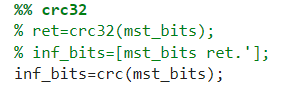 %% crc32
% ret=crc32(mst_bits);
% inf_bits=[mst_bits ret.'];
inf_bits=crc(mst_bits);